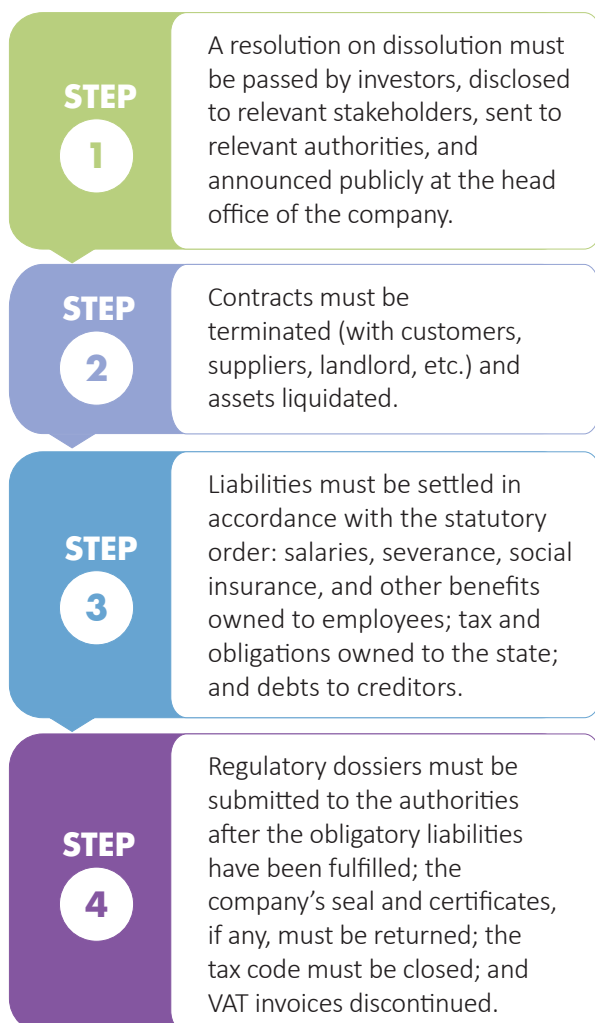 STEP
1
A resolution on dissolution must
be passed by investors, disclosed
to relevant stakeholders, sent to
relevant authorities, and
announced publicly at the head
office of the company.
STEP
2
Contracts must be
terminated (with customers,
suppliers, landlord, etc.) and
assets liquidated.
STEP
3
Liabilities must be settled in
accordance with the statutory
order: salaries, severance, social
insurance, and other benefits
owned to employees; tax and
obligations owned to the state;
and debts to creditors.
STEP
4
Regulatory dossiers must be
submitted to the authorities
after the obligatory liabilities
have been fulfilled; the
company’s seal and certificates,
if any, must be returned; the
tax code must be closed; and
VAT invoices discontinued.